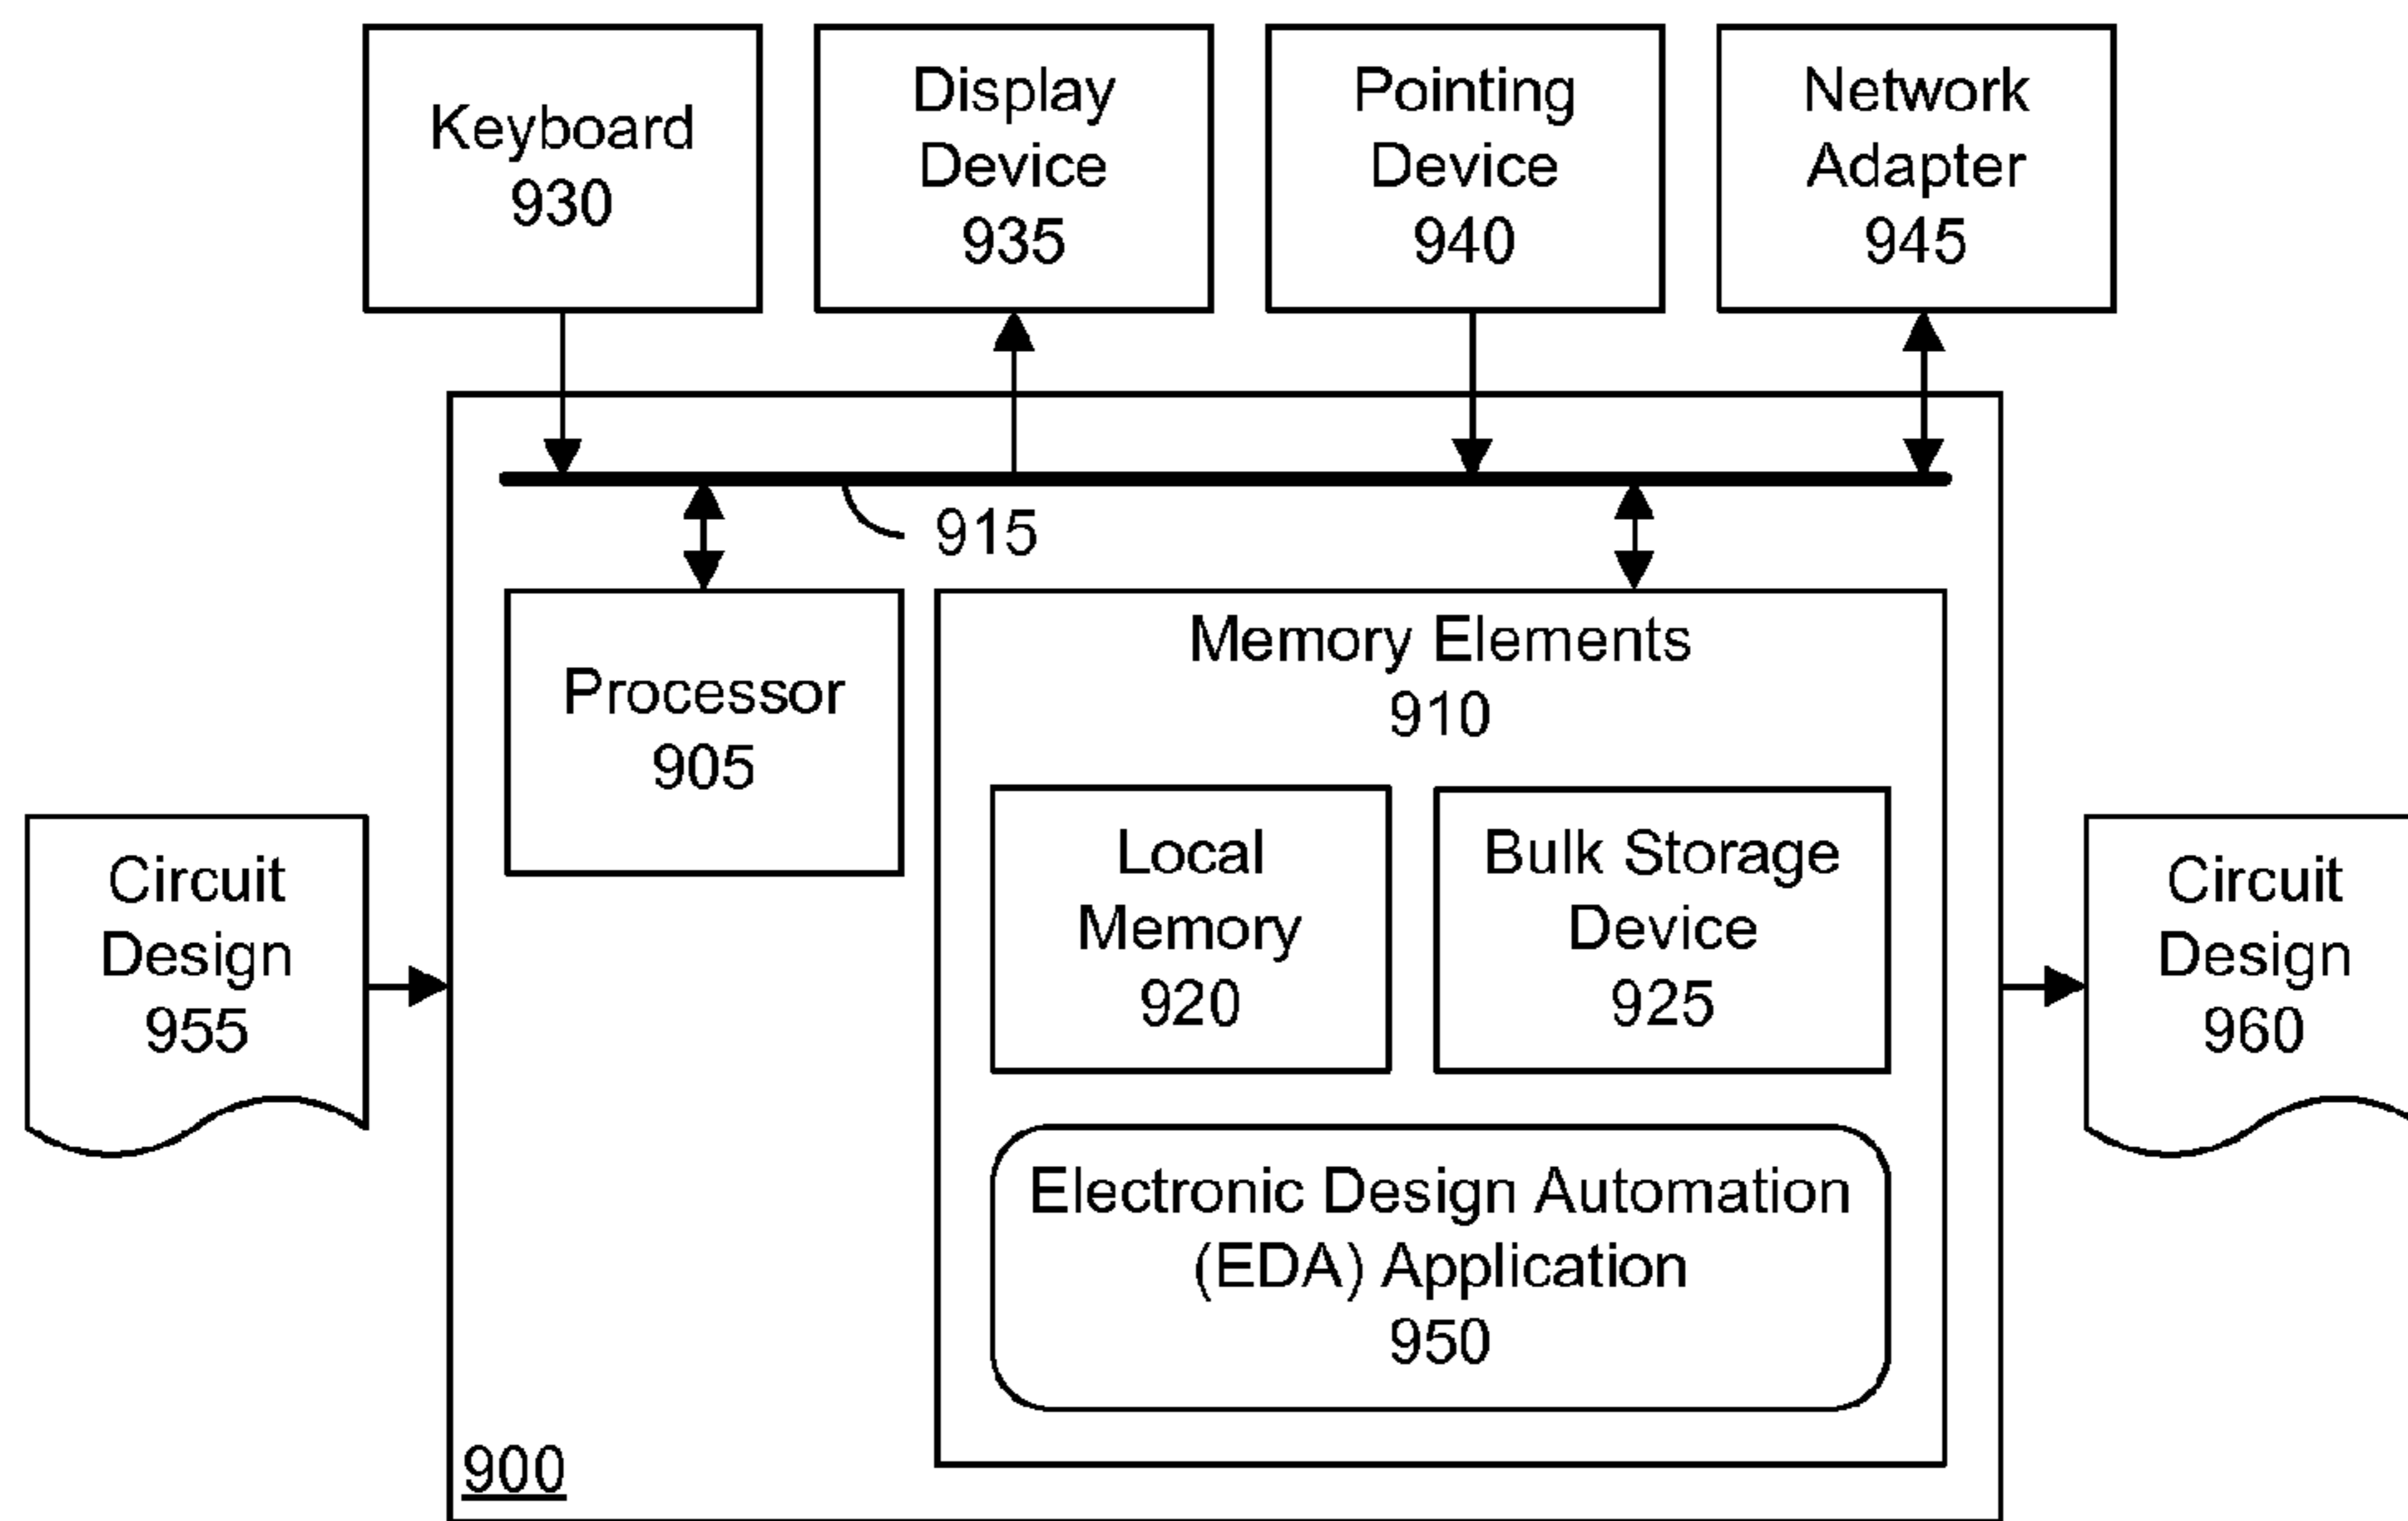 Keyboard
930
Display
Device
935
Pointing
Device
940
Network
Adapter
945
915
Processor
905
Memory Elements
910
Local
Memory
920
Bulk Storage
Device
925
Electronic Design Automation
(EDA) Application
950
Circuit
Design
955
Circuit
Design
960
900